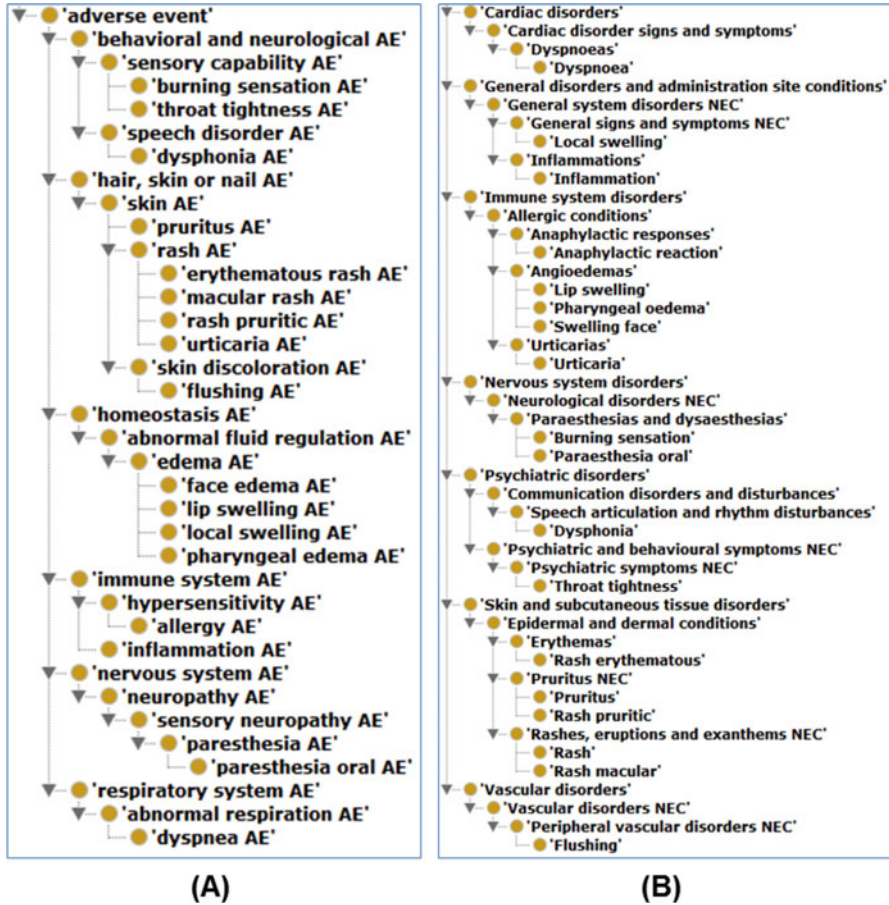 'adverse event'
'behavioral and neurological AE'
'sensory capability AE'
'burning sensation AE'
'throat tightness AE'
'speech disorder AE'
'dysphonia AE'
'hair, skin or nail AE'
'skin AE'
'pruritus AE'
'rash AE'
'erythematous rash AE'
'macular rash AE'
'rash pruritic AE'
'urticaria AE'
'skin discoloration AE'
'flushing AE'
'homeostasis AE'
'abnormal fluid regulation AE'
'edema AE'
'face edema AE'
'lip swelling AE'
'local swelling AE'
'pharyngeal edema AE'
'immune system AE'
'hypersensitivity AE'
'allergy AE'
'inflammation AE'
'nervous system AE'
'neuropathy AE'
'sensory neuropathy AE'
'paresthesia AE'
'paresthesia oral AE'
'respiratory system AE'
'abnormal respiration AE'
'dyspnea AE'
(A)
'Cardiac disorders'
'Cardiac disorder signs and symptoms'
'Dyspnoeas'
'Dyspnoea'
'General disorders and administration site conditions'
'General system disorders NEC'
'General signs and symptoms NEC'
'Local swelling'
'Inflammations'
'Inflammation'
'Immune system disorders'
'Allergic conditions'
'Anaphylactic responses'
'Anaphylactic reaction'
'Angioedemas'
'Lip swelling'
'Pharyngeal oedema'
'Swelling face'
'Urticarias'
'Urticaria'
'Nervous system disorders'
'Neurological disorders NEC'
'Paraesthesias and dysaesthesias'
'Burning sensation'
'Paraesthesia oral'
'Psychiatric disorders'
'Communication disorders and disturbances'
'Speech articulation and rhythm disturbances'
'Dysphonia'
'Psychiatric and behavioural symptoms NEC'
'Psychiatric symptoms NEC'
'Throat tightness'
'Skin and subcutaneous tissue disorders'
'Epidermal and dermal conditions'
'Erythemas'
'Rash erythematous'
'Pruritus NEC'
'Pruritus'
'Rash pruritic'
'Rashes, eruptions and exanthems NEC'
'Rash'
'Rash macular'
'Vascular disorders'
'Vascular disorders NEC'
'Peripheral vascular disorders NEC'
'Flushing'
(B)